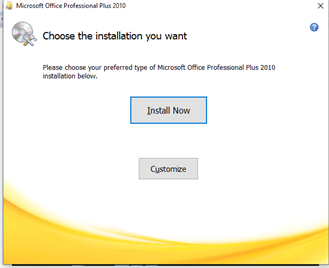 Microsoft Office Professional Plus 2010
Choose the installation you want
Please choose your preferred type of Microsoft Office Professional Plus 2010
installation below.
Install Now
Customize